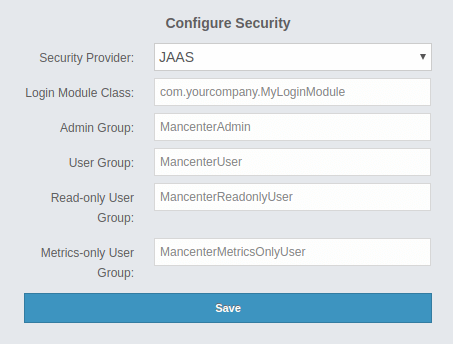 Configure Security
Security Provider: JAAS
Login Module Class: com.yourcompany.MyLoginModule
Admin Group: MancenterAdmin
User Group: MancenterUser
Read-only User Group: MancenterReadonlyUser
Metrics-only User Group: MancenterMetricsOnlyUser
Save